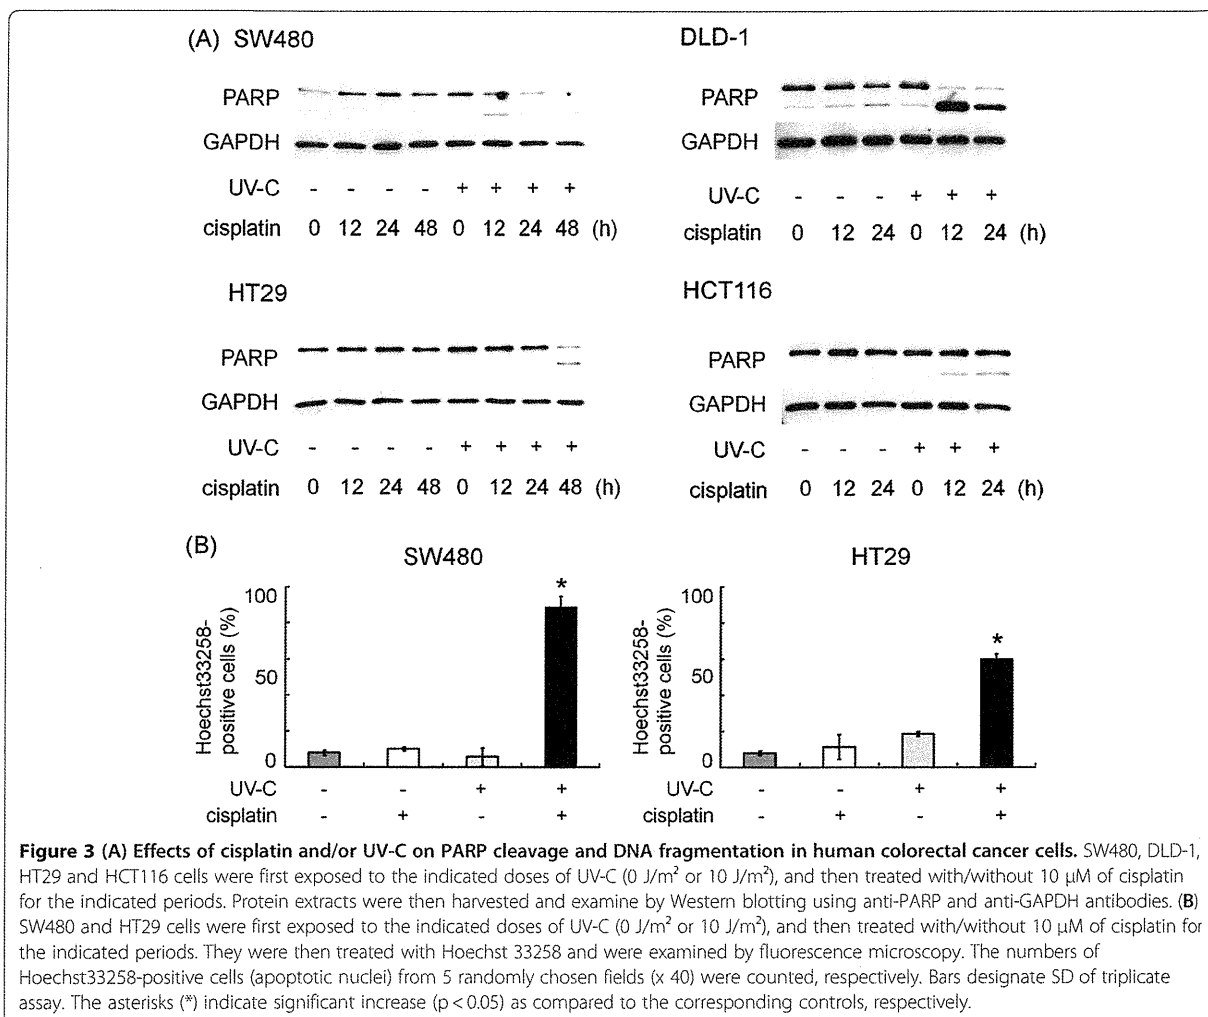 (A) SW480
PARP
GAPDH
UV-C - - - - + + + +
cisplatin 0 12 24 48 0 12 24 48 (h)
DLD-1
PARP
GAPDH
UV-C - - - + + +
cisplatin 0 12 24 0 12 24 (h)
HT29
PARP
GAPDH
UV-C - - - - + + + +
cisplatin 0 12 24 48 0 12 24 48 (h)
HCT116
PARP
GAPDH
UV-C - - - + + +
cisplatin 0 12 24 0 12 24 (h)
(B)
SW480
Hoechst33258-
positive cells (%)
100
50
0
*
UV-C - - + +
cisplatin - + - +
HT29
Hoechst33258-
positive cells (%)
100
50
0
*
UV-C - - + +
cisplatin - + - +
Figure 3 (A) Effects of cisplatin and/or UV-C on PARP cleavage and DNA fragmentation in human colorectal cancer cells. SW480, DLD-1,
HT29 and HCT116 cells were first exposed to the indicated doses of UV-C (0 J/m² or 10 J/m²), and then treated with/without 10 μM of cisplatin
for the indicated periods. Protein extracts were then harvested and examine by Western blotting using anti-PARP and anti-GAPDH antibodies. (B)
SW480 and HT29 cells were first exposed to the indicated doses of UV-C (0 J/m² or 10 J/m²), and then treated with/without 10 μM of cisplatin for
the indicated periods. They were then treated with Hoechst 33258 and were examined by fluorescence microscopy. The numbers of
Hoechst33258-positive cells (apoptotic nuclei) from 5 randomly chosen fields (x 40) were counted, respectively. Bars designate SD of triplicate
assay. The asterisks (*) indicate significant increase (p < 0.05) as compared to the corresponding controls, respectively.